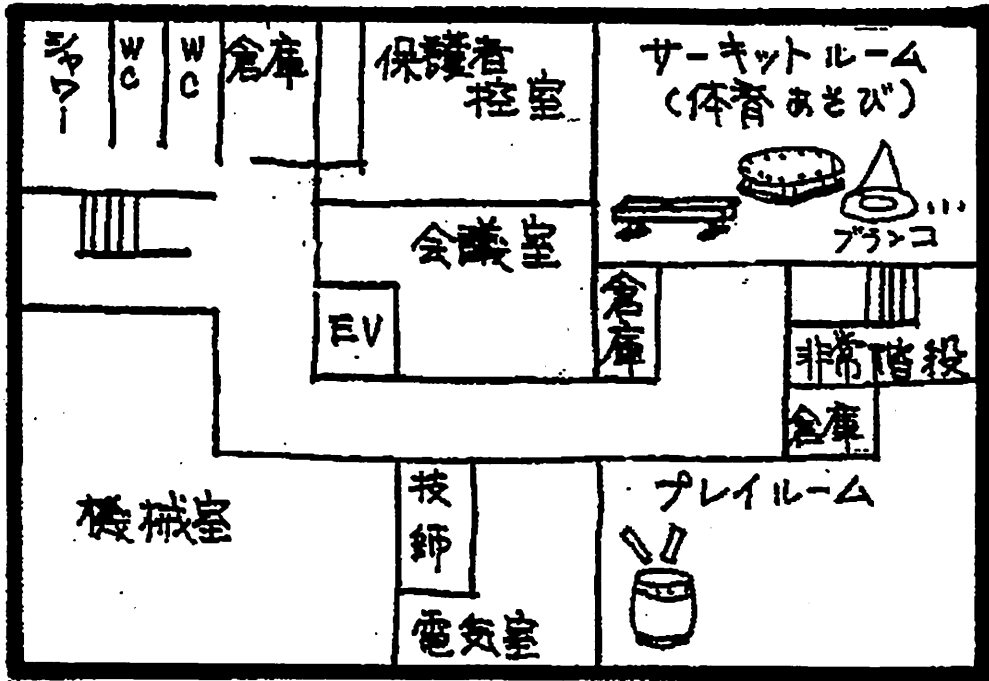 シャワー
WC
WC
倉庫
保護者
控室
サーキットルーム
(体育あそび)
ブランコ
...
会議室
EV
倉庫
非常階段
倉庫
機械室
技師
電気室
プレイルーム